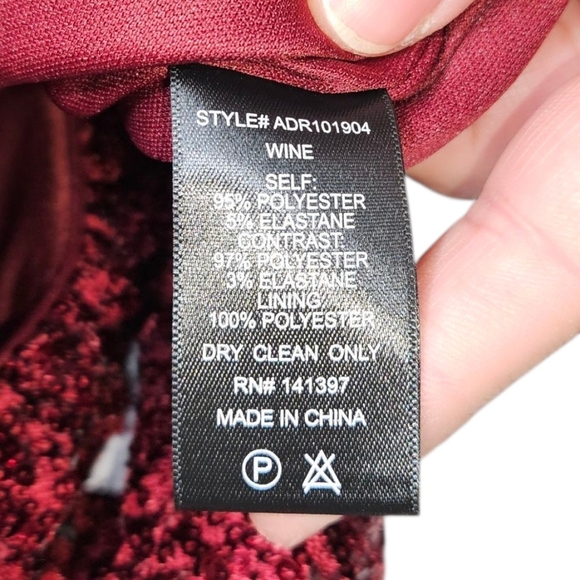 STYLE# ADR101904
WINE
SELF:
95% POLYESTER
5% ELASTANE
CONTRAST:
97% POLYESTER
3% ELASTANE
LINING:
100% POLYESTER
DRY CLEAN ONLY
RN# 141397
MADE IN CHINA
P